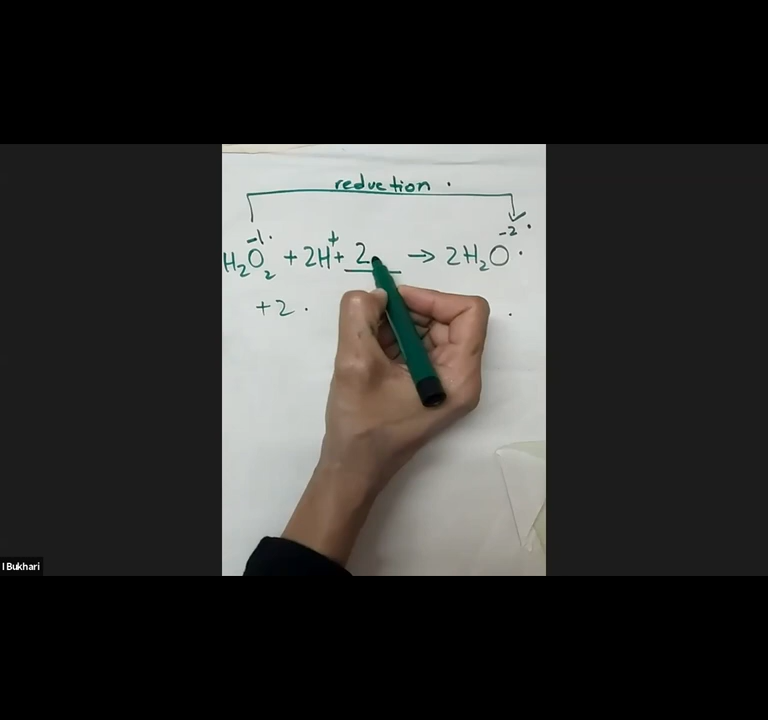 reduction .
-1. -2.
H₂O₂ + 2H⁺ + 2 → 2H₂O.
+2 .
I Bukhari